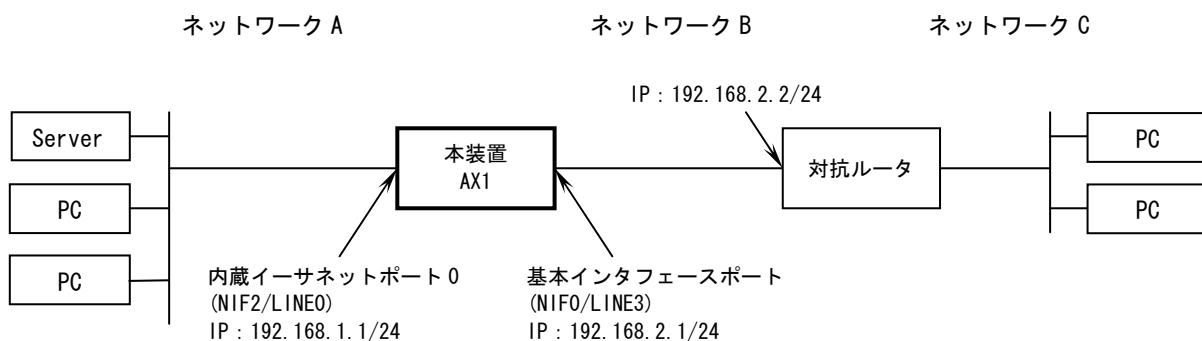 ネットワーク A
ネットワーク B
ネットワーク C
IP : 192.168.2.2/24
Server
PC
PC
本装置
AX1
対抗ルータ
PC
PC
内蔵イーサネットポート 0
(NIF2/LINE0)
IP : 192.168.1.1/24
基本インタフェースポート
(NIF0/LINE3)
IP : 192.168.2.1/24